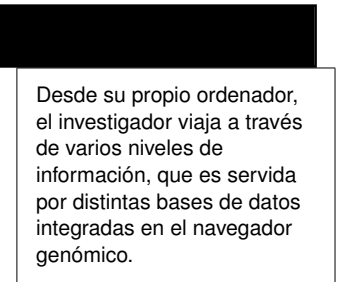 Desde su propio ordenador,
el investigador viaja a través
de varios niveles de
información, que es servida
por distintas bases de datos
integradas en el navegador
genómico.